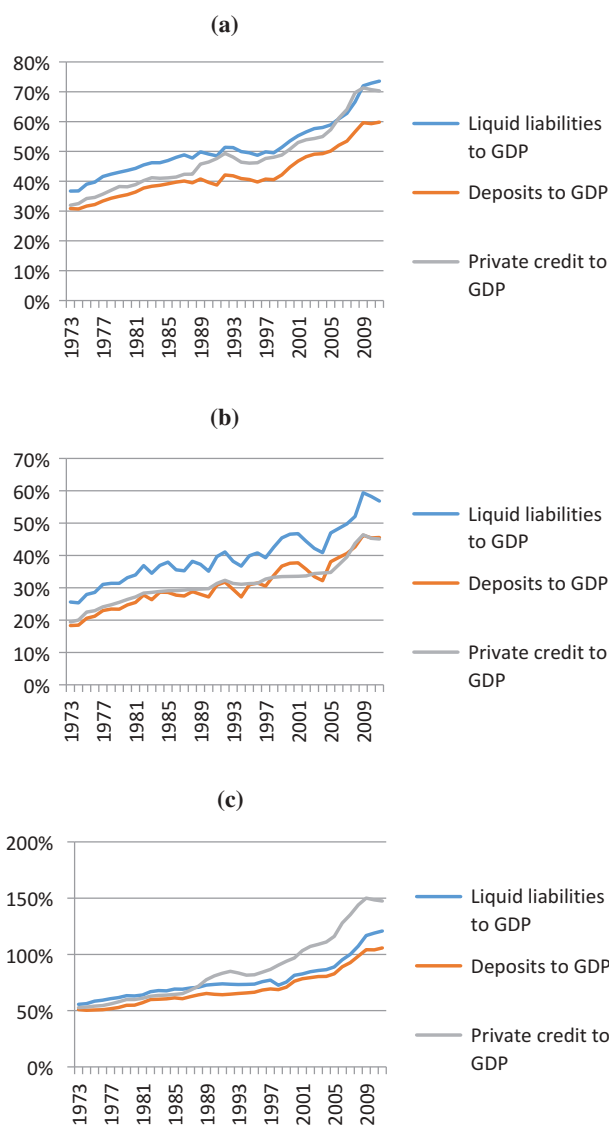 (a)
80%
70%
60%
50%
40%
30%
20%
10%
0%
1973
1977
1981
1985
1989
1993
1997
2001
2005
2009
Liquid liabilities
to GDP
Deposits to GDP
Private credit to
GDP
(b)
70%
60%
50%
40%
30%
20%
10%
0%
1973
1977
1981
1985
1989
1993
1997
2001
2005
2009
Liquid liabilities
to GDP
Deposits to GDP
Private credit to
GDP
(c)
200%
150%
100%
50%
0%
1973
1977
1981
1985
1989
1993
1997
2001
2005
2009
Liquid liabilities
to GDP
Deposits to GDP
Private credit to
GDP